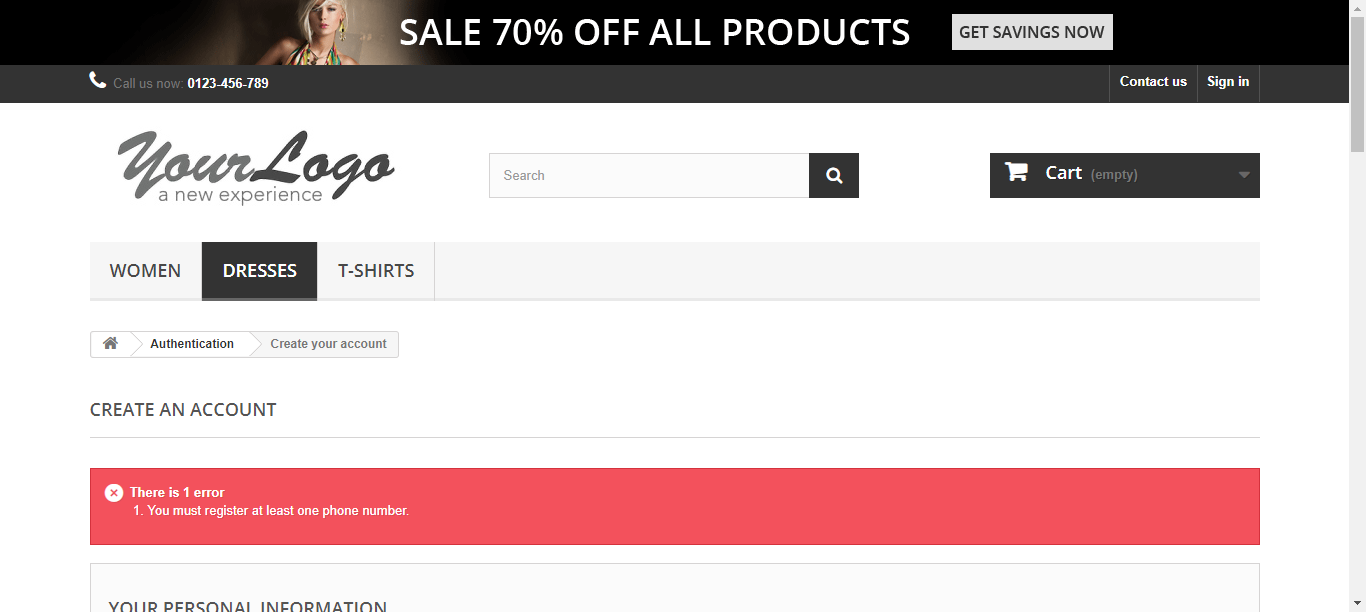 SALE 70% OFF ALL PRODUCTS GET SAVINGS NOW
Call us now: 0123-456-789 Contact us Sign in
YourLogo
a new experience
Search
Cart (empty)
WOMEN DRESSES T-SHIRTS
Authentication Create your account
CREATE AN ACCOUNT
There is 1 error
1. You must register at least one phone number.
YOUR PERSONAL INFORMATION